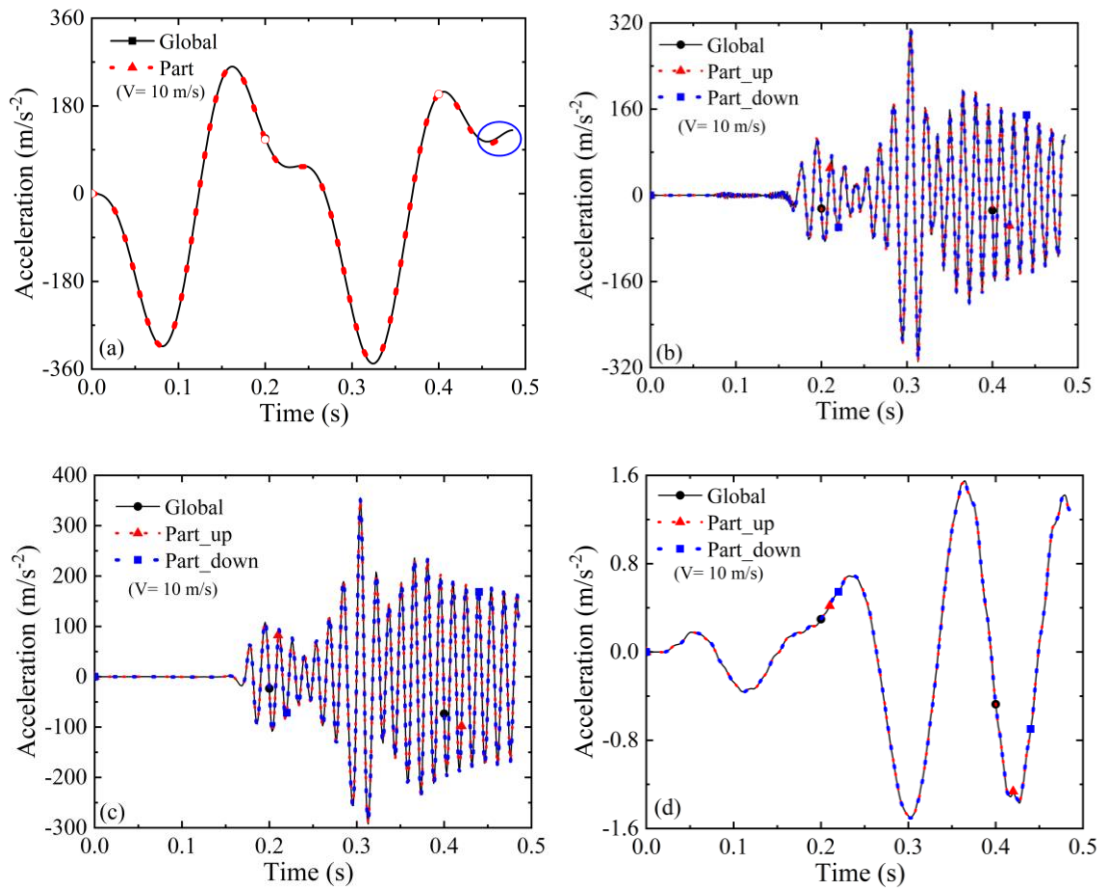 360
180
0
-180
-360
Acceleration (m/s⁻²)
Global
Part
(V= 10 m/s)
(a)
0.0 0.1 0.2 0.3 0.4 0.5
Time (s)
320
160
0
-160
-320
Acceleration (m/s⁻²)
Global
Part_up
Part_down
(V= 10 m/s)
(b)
0.0 0.1 0.2 0.3 0.4 0.5
Time (s)
400
300
200
100
0
-100
-200
-300
Acceleration (m/s⁻²)
Global
Part_up
Part_down
(V= 10 m/s)
(c)
0.0 0.1 0.2 0.3 0.4 0.5
Time (s)
1.6
0.8
0.0
-0.8
-1.6
Acceleration (m/s⁻²)
Global
Part_up
Part_down
(V= 10 m/s)
(d)
0.0 0.1 0.2 0.3 0.4 0.5
Time (s)